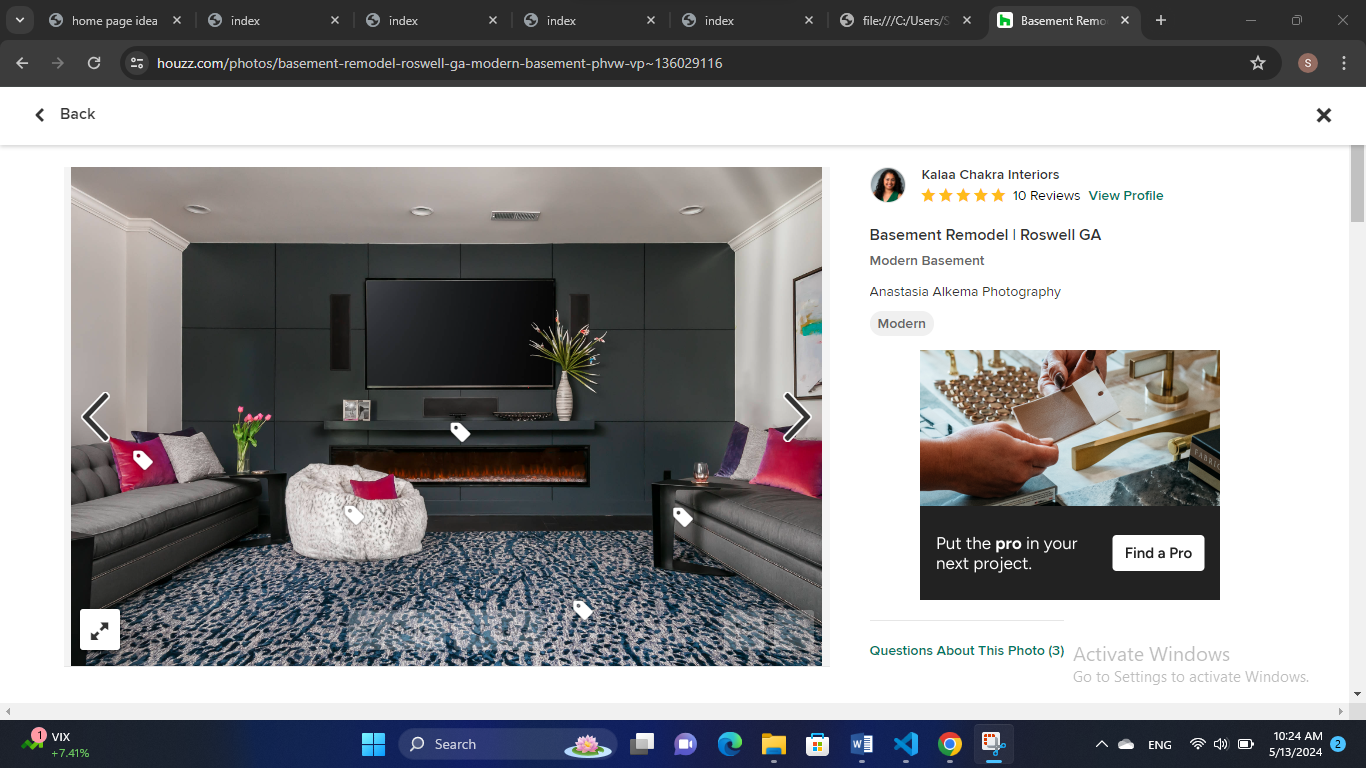 home page idea
index
index
index
index
file:///C:/Users/S
Basement Remo
houzz.com/photos/basement-remodel-roswell-ga-modern-basement-phvw-vp~136029116
S
Back
Kalaa Chakra Interiors
10 Reviews View Profile
Basement Remodel | Roswell GA
Modern Basement
Anastasia Alkema Photography
Modern
Put the pro in your
next project.
Find a Pro
Questions About This Photo (3)
Activate Windows
Go to Settings to activate Windows.
1
VIX
+7.41%
Search
ENG
10:24 AM
5/13/2024
2